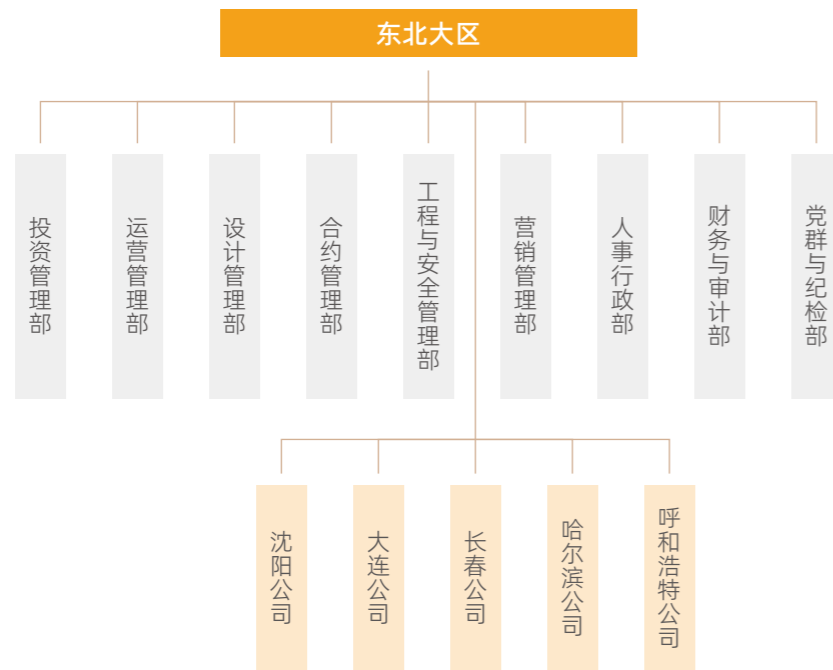 东北大区
投资管理部
运营管理部
设计管理部
合约管理部
工程与安全管理部
营销管理部
人事行政部
财务与审计部
党群与纪检部
沈阳公司
大连公司
长春公司
哈尔滨公司
呼和浩特公司